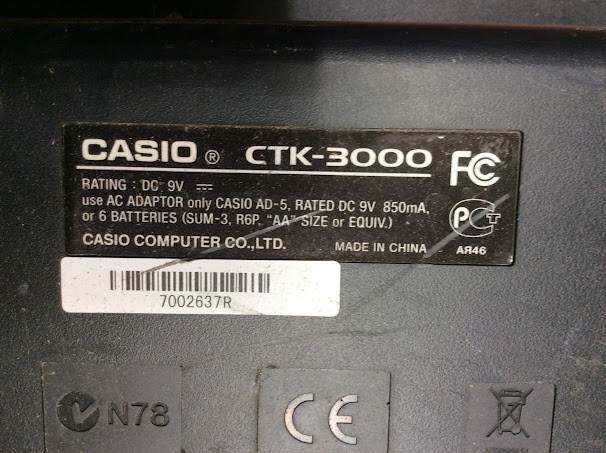 CASIO ® CTK-3000 FC
RATING : DC 9V
use AC ADAPTOR only CASIO AD-5, RATED DC 9V 850mA,
or 6 BATTERIES (SUM-3, R6P, "AA" SIZE or EQUIV.)
PCT
CASIO COMPUTER CO.,LTD. MADE IN CHINA АЯ46
7002637R
N78 CE